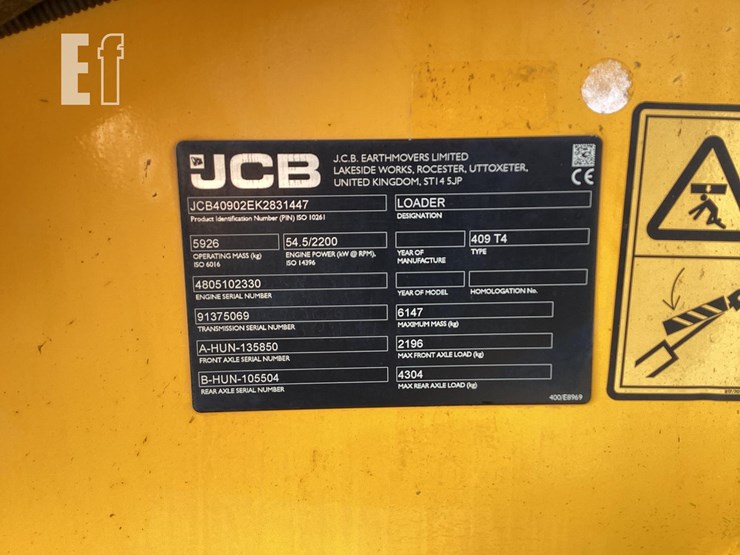 Ef
JCB
J.C.B. EARTHMOVERS LIMITED
LAKESIDE WORKS, ROCESTER, UTTOXETER,
UNITED KINGDOM, ST14 5JP
CE
JCB40902EK2831447
Product Identification Number (PIN) ISO 10261
LOADER
DESIGNATION
5926
OPERATING MASS (kg)
ISO 6016
54.5/2200
ENGINE POWER (kW @ RPM),
ISO 14396
YEAR OF
MANUFACTURE
409 T4
TYPE
4805102330
ENGINE SERIAL NUMBER
YEAR OF MODEL
HOMOLOGATION No.
91375069
TRANSMISSION SERIAL NUMBER
6147
MAXIMUM MASS (kg)
A-HUN-135850
FRONT AXLE SERIAL NUMBER
2196
MAX FRONT AXLE LOAD (kg)
B-HUN-105504
REAR AXLE SERIAL NUMBER
4304
MAX REAR AXLE LOAD (kg)
400/E8969